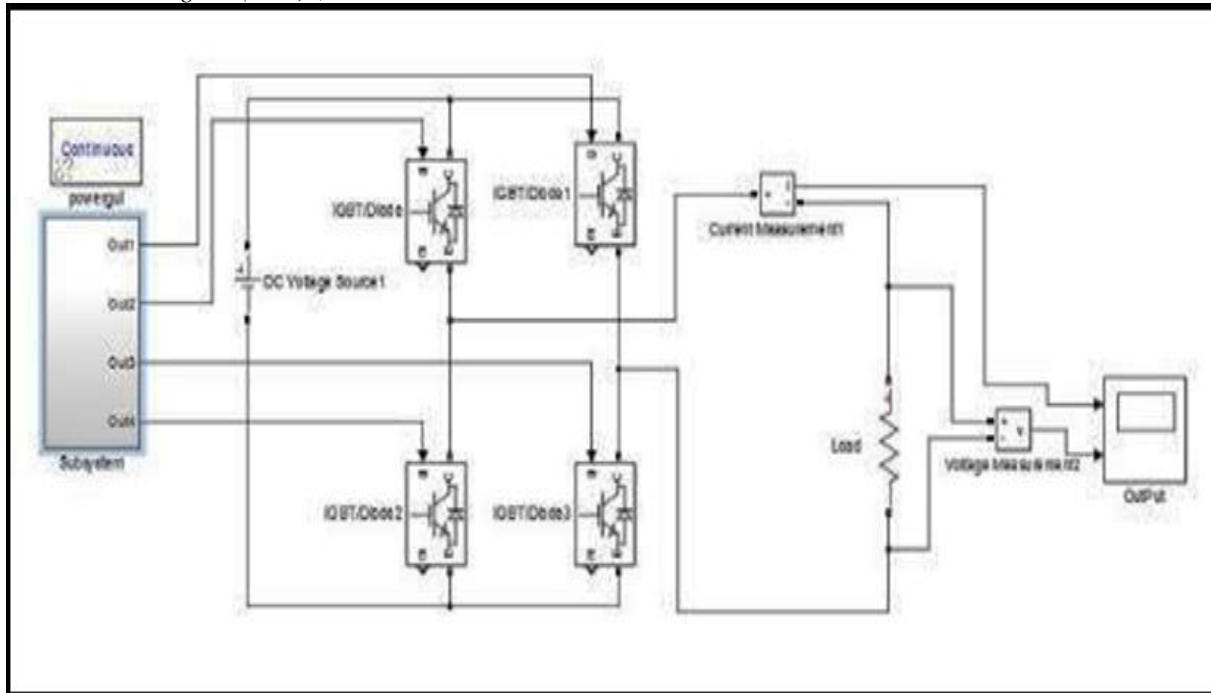 Continuous
powergui
Out1
Out2
Out3
Out4
Subsystem
DC Voltage Source1
IGBT/Diode
IGBT/Diode1
IGBT/Diode2
IGBT/Diode3
Current Measurement1
Load
Voltage Measurement2
OutPut